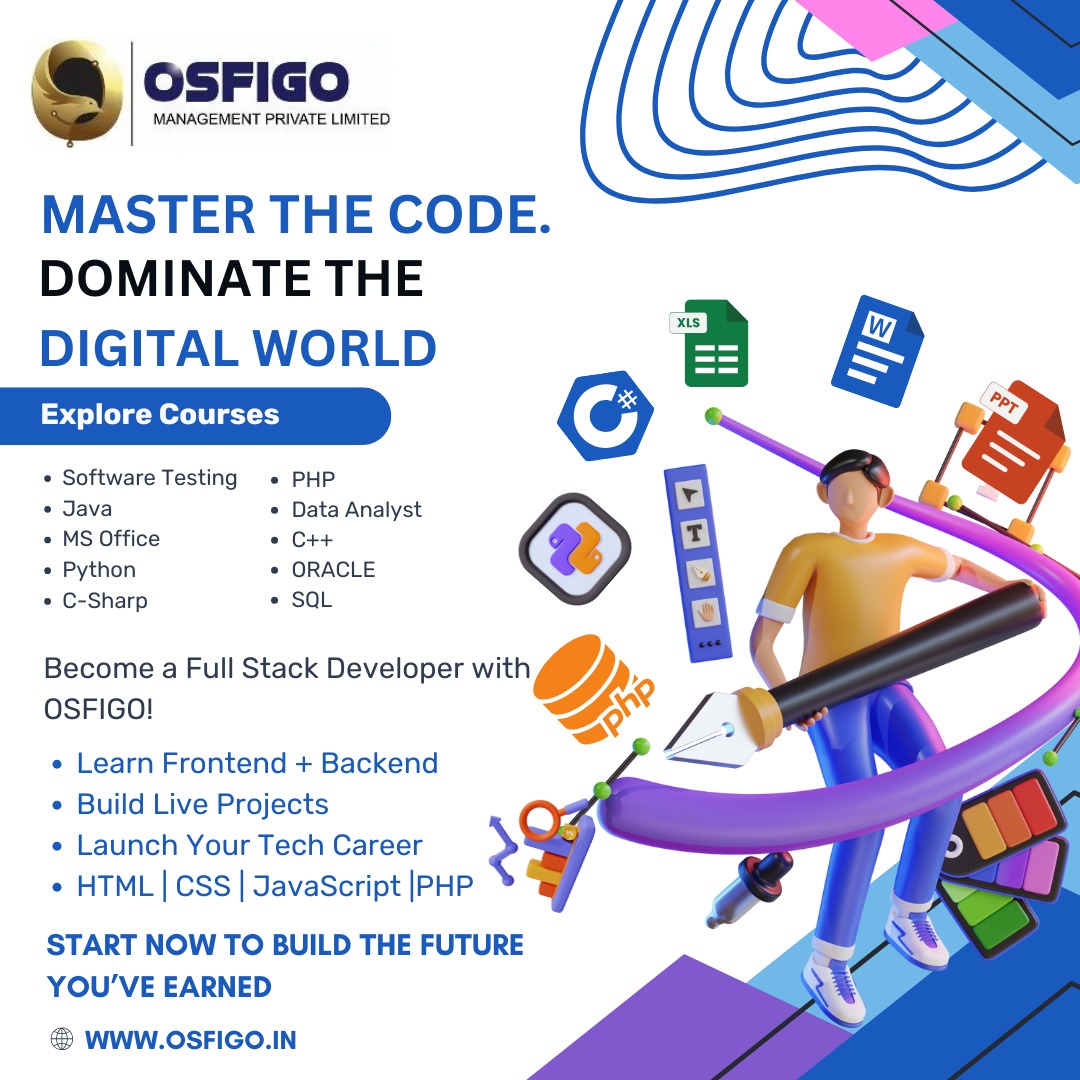 OSFIGO
MANAGEMENT PRIVATE LIMITED
MASTER THE CODE.
DOMINATE THE
DIGITAL WORLD
Explore Courses
• Software Testing
• Java
• MS Office
• Python
• C-Sharp
• PHP
• Data Analyst
• C++
• ORACLE
• SQL
Become a Full Stack Developer with
OSFIGO!
• Learn Frontend + Backend
• Build Live Projects
• Launch Your Tech Career
• HTML | CSS | JavaScript |PHP
START NOW TO BUILD THE FUTURE
YOU’VE EARNED
WWW.OSFIGO.IN
XLS
W
PPT
C#
T
php